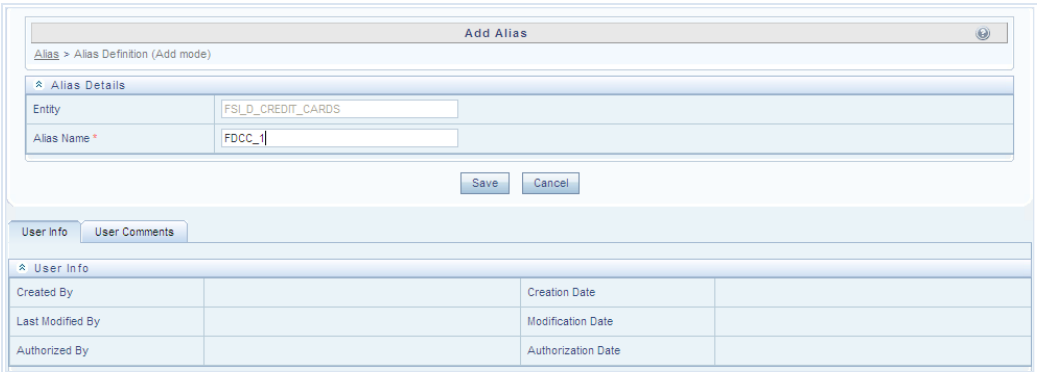 Add Alias
Alias > Alias Definition (Add mode)
Alias Details
Entity FSI_D_CREDIT_CARDS
Alias Name * FDCC_1
Save Cancel
User Info User Comments
User Info
Created By Creation Date
Last Modified By Modification Date
Authorized By Authorization Date